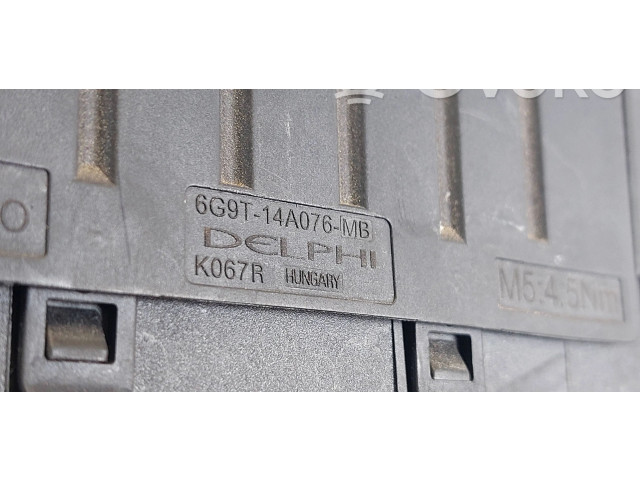 6G9T-14A076-MB
DELPHI
K067R HUNGARY
M5:4,5Nm